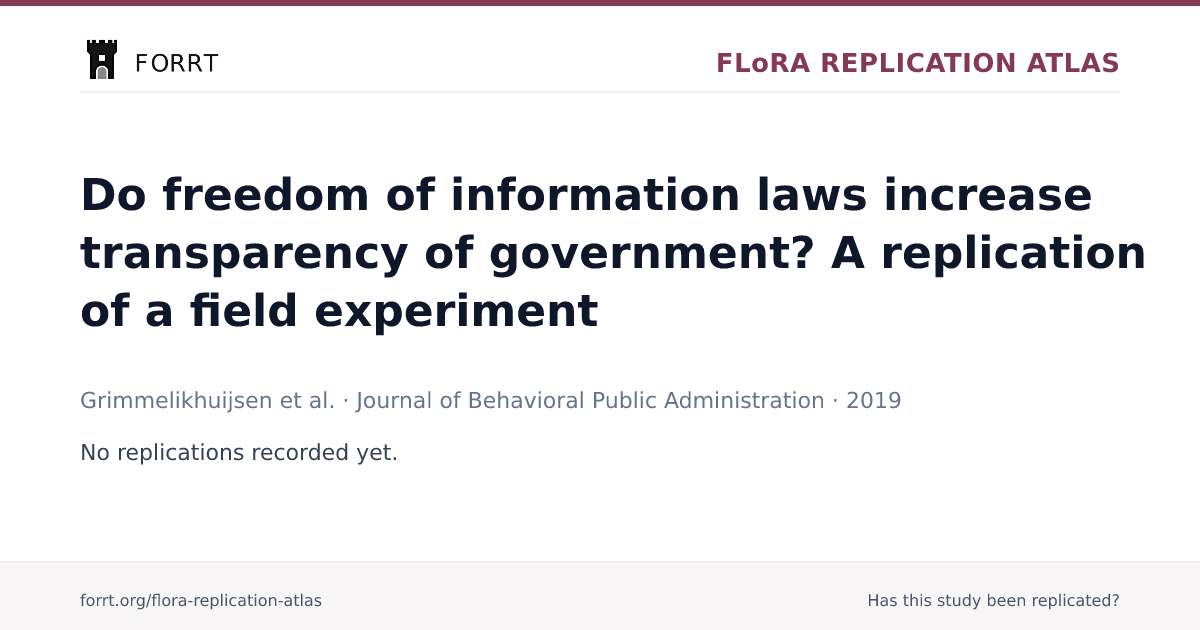 FORRT
FLoRA REPLICATION ATLAS
Do freedom of information laws increase
transparency of government? A replication
of a field experiment
Grimmelikhuijsen et al. · Journal of Behavioral Public Administration · 2019
No replications recorded yet.
forrt.org/flora-replication-atlas
Has this study been replicated?